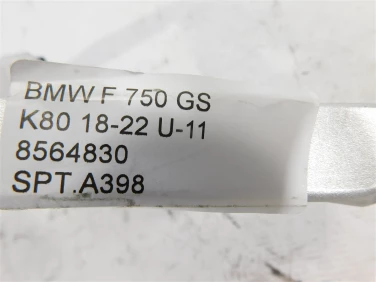 BMW F 750 GS
K80 18-22 U-11
8564830
SPT.A398